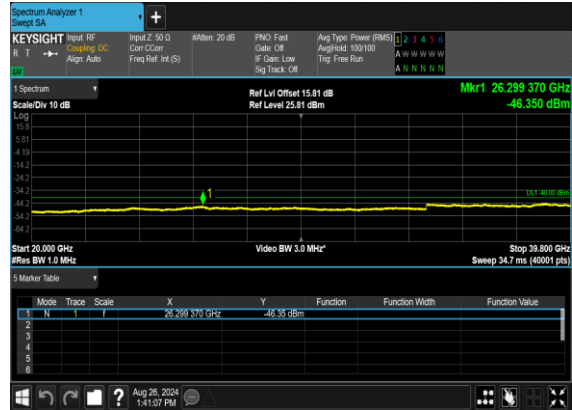 Spectrum Analyzer 1
Swept SA
+
KEYSIGHT Input: RF Input Z: 50 Ω #Atten: 20 dB PNO: Fast Avg Type: Power (RMS) 1 2 3 4 5 6
R T Coupling: DC Corr CCorr Gate: Off Avg|Hold: 100/100 A W W W W W
Align: Auto Freq Ref: Int (S) IF Gain: Low Trig: Free Run
Sig Track: Off A N N N N N
1 Spectrum Ref Lvl Offset 15.81 dB Mkr1 26.299 370 GHz
Scale/Div 10 dB Ref Level 25.81 dBm -46.350 dBm
Log
15.8
5.81
-4.19
-14.2
-24.2
-34.2 1 DL1 -40.00 dBm
-44.2
-54.2
-64.2
Start 20.000 GHz Video BW 3.0 MHz* Stop 39.800 GHz
#Res BW 1.0 MHz Sweep 34.7 ms (40001 pts)
5 Marker Table
Mode Trace Scale X Y Function Function Width Function Value
1 N 1 f 26.299 370 GHz -46.35 dBm
2
3
4
5
6
? Aug 26, 2024
1:41:07 PM